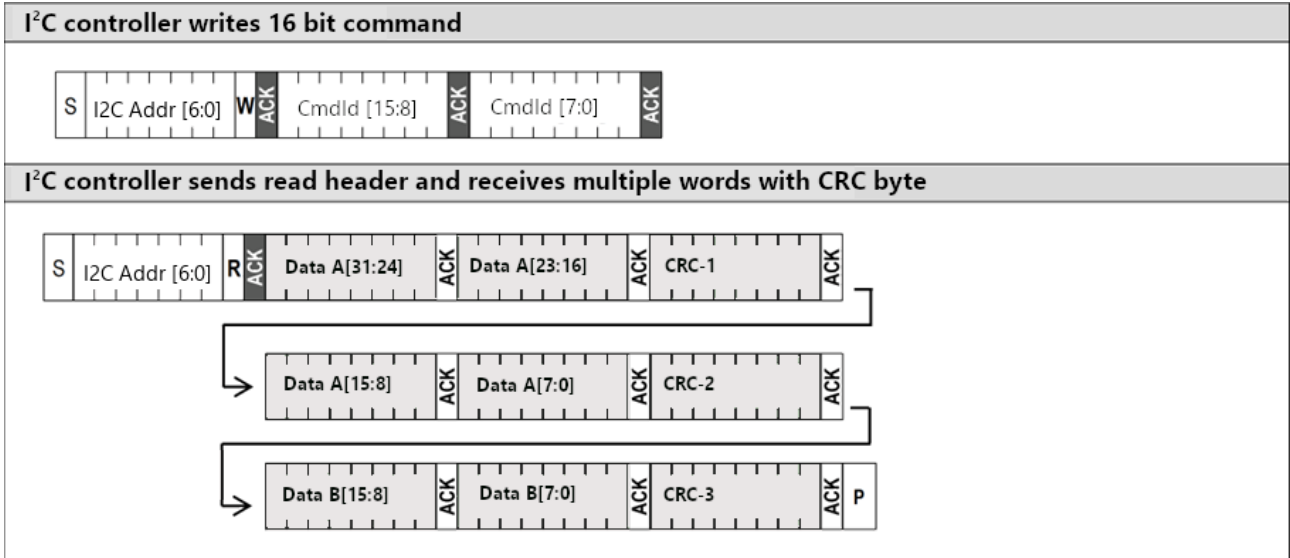 I²C controller writes 16 bit command
S I2C Addr [6:0] W ACK CmdId [15:8] ACK CmdId [7:0] ACK
I²C controller sends read header and receives multiple words with CRC byte
S I2C Addr [6:0] R ACK Data A[31:24] ACK Data A[23:16] ACK CRC-1 ACK
Data A[15:8] ACK Data A[7:0] ACK CRC-2 ACK
Data B[15:8] ACK Data B[7:0] ACK CRC-3 ACK P